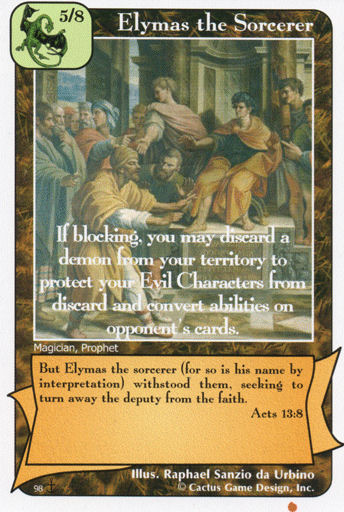 5/8
Elymas the Sorcerer
If blocking, you may discard a
demon from your territory to
protect your Evil Characters from
discard and convert abilities on
opponent's cards.
Magician, Prophet
But Elymas the sorcerer (for so is his name by
interpretation) withstood them, seeking to
turn away the deputy from the faith.
Acts 13:8
Illus. Raphael Sanzio da Urbino
98
© Cactus Game Design, Inc.